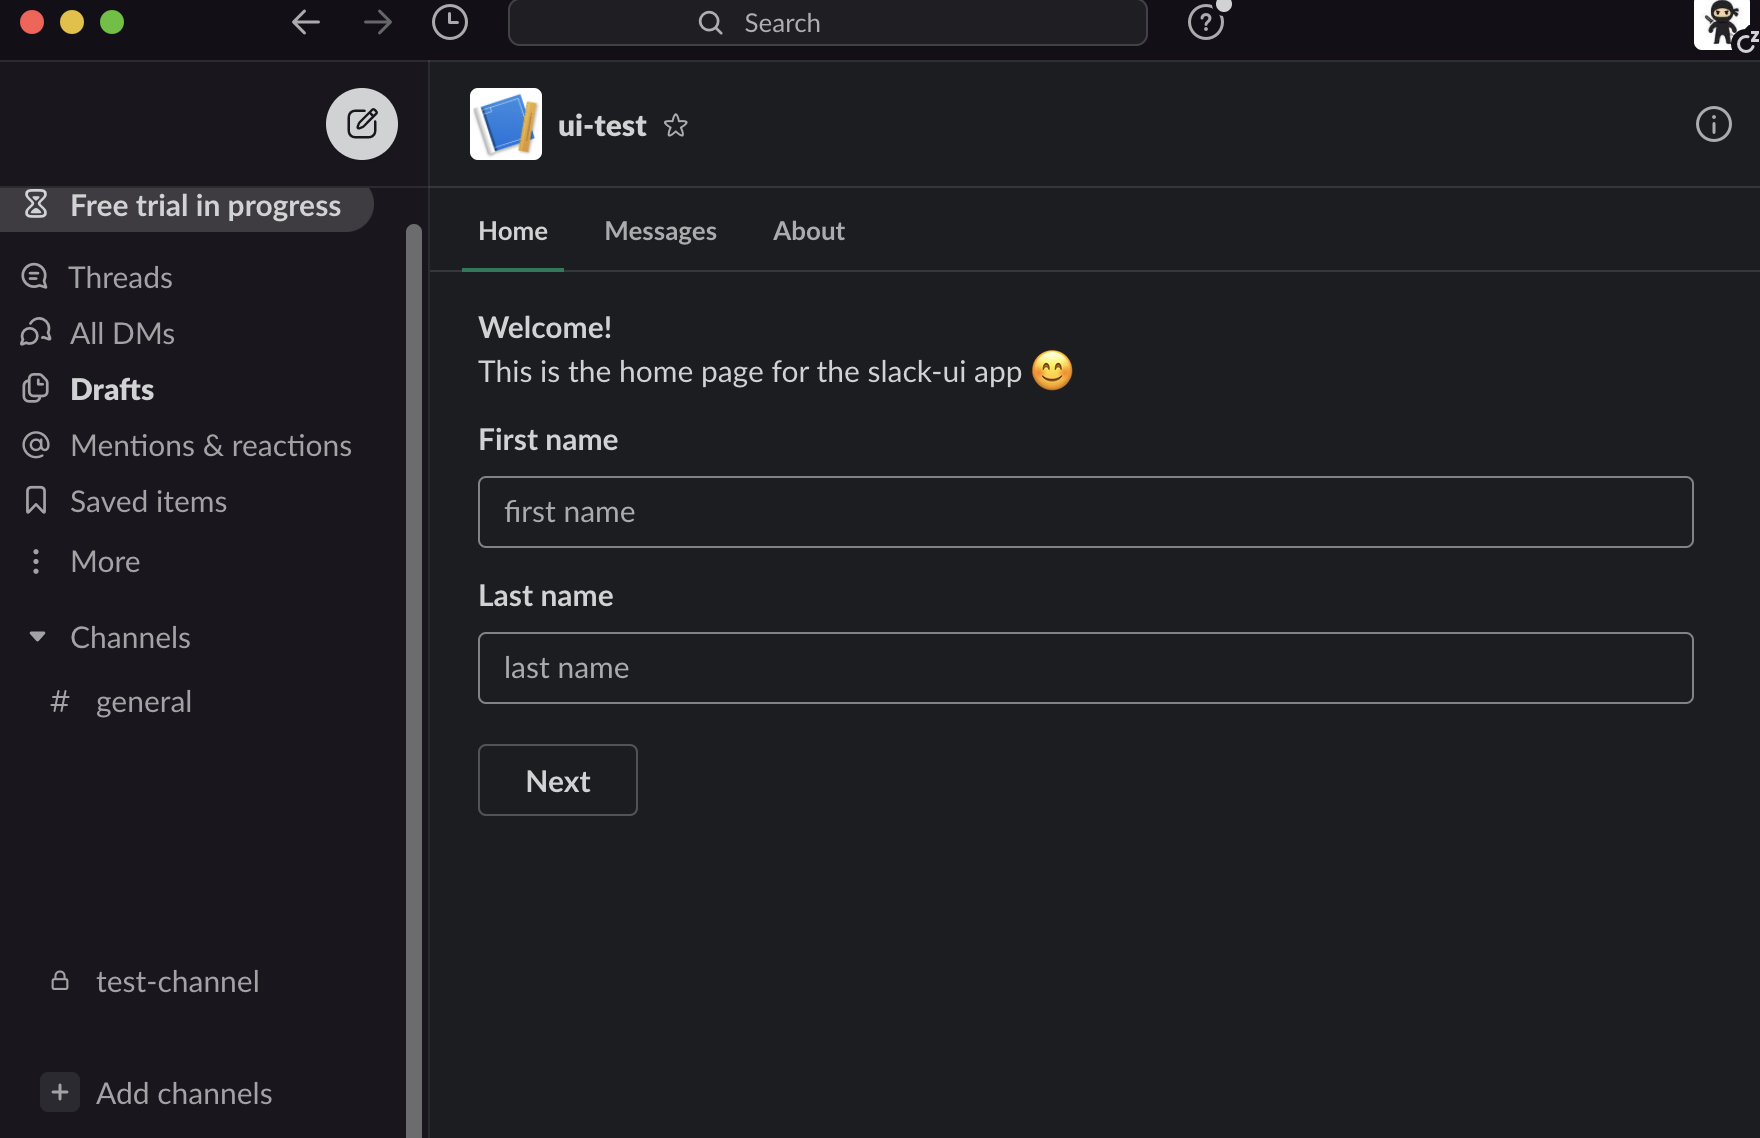 Search
ui-test
Free trial in progress
Threads
All DMs
Drafts
Mentions & reactions
Saved items
More
Channels
# general
test-channel
+ Add channels
Home Messages About
Welcome!
This is the home page for the slack-ui app 😊
First name
first name
Last name
last name
Next